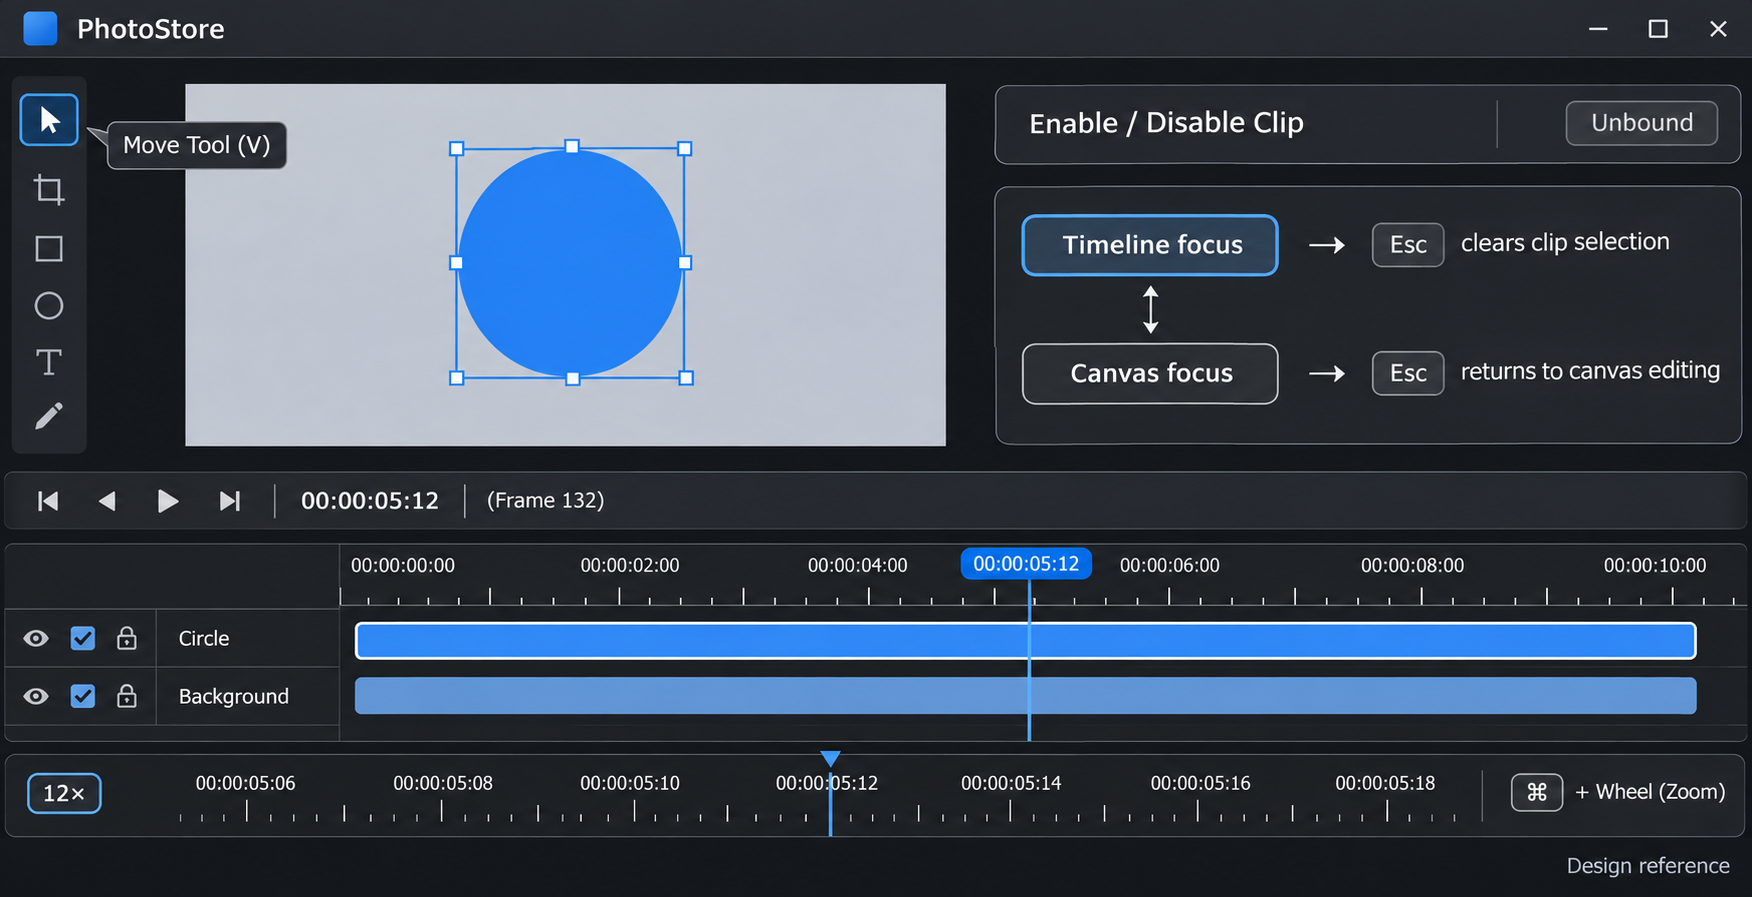 PhotoStore
Move Tool (V)
Enable / Disable Clip
Unbound
Timeline focus
Esc
clears clip selection
Canvas focus
Esc
returns to canvas editing
00:00:05:12
(Frame 132)
00:00:00:00
00:00:02:00
00:00:04:00
00:00:05:12
00:00:06:00
00:00:08:00
00:00:10:00
Circle
Background
12×
00:00:05:06
00:00:05:08
00:00:05:10
00:00:05:12
00:00:05:14
00:00:05:16
00:00:05:18
⌘ + Wheel (Zoom)
Design reference